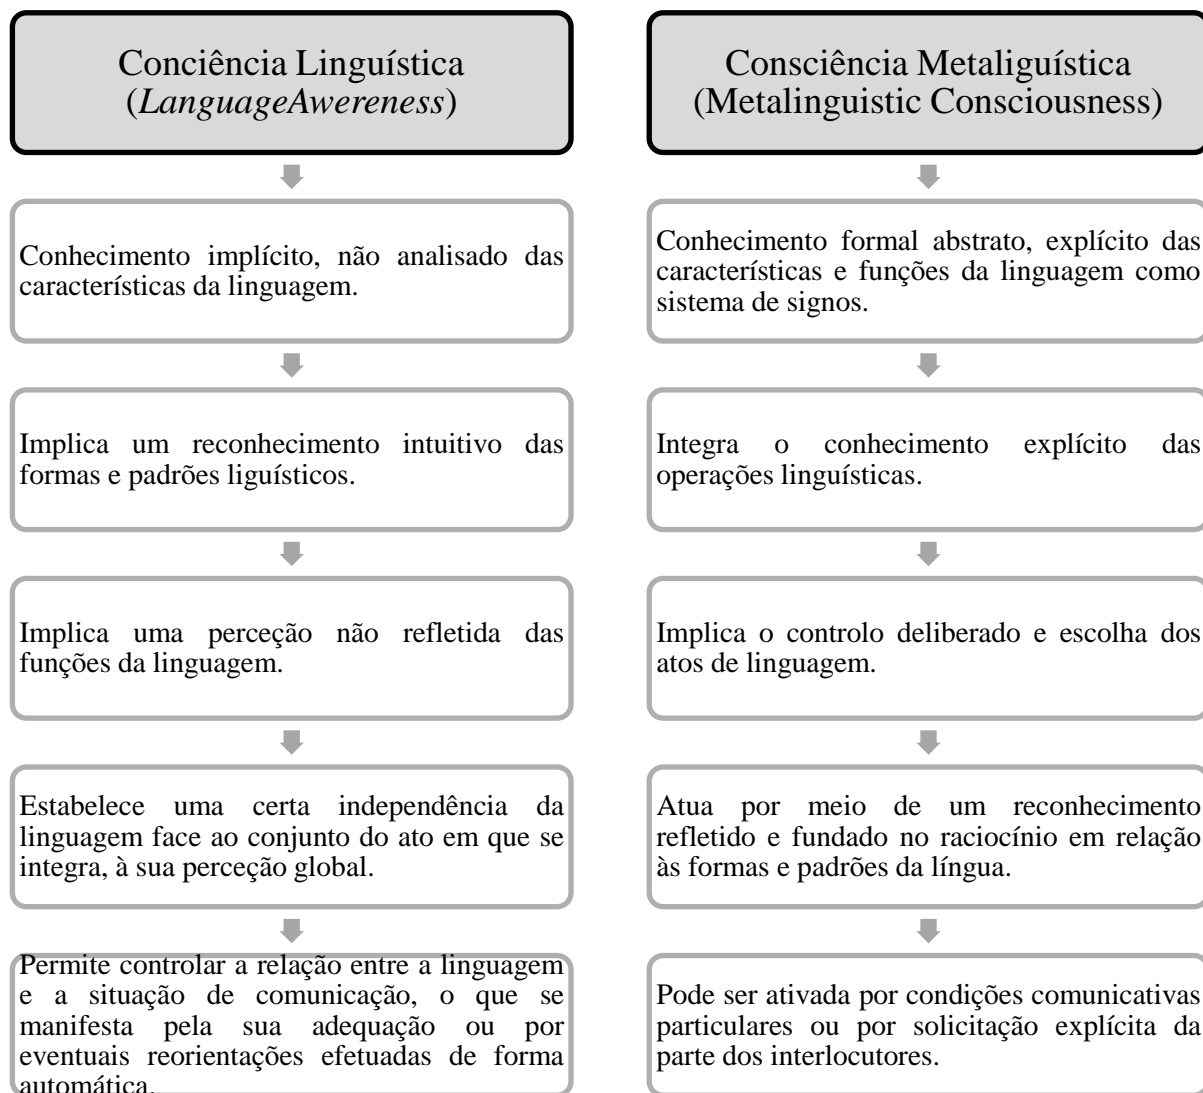 Conciência Linguística
(LanguageAwereness)
Conhecimento implícito, não analisado das
características da linguagem.
Implica um reconhecimento intuitivo das
formas e padrões liguísticos.
Implica uma perceção não refletida das
funções da linguagem.
Estabelece uma certa independência da
linguagem face ao conjunto do ato em que se
integra, à sua perceção global.
Permite controlar a relação entre a linguagem
e a situação de comunicação, o que se
manifesta pela sua adequação ou por
eventuais reorientações efetuadas de forma
automática.
Consciência Metaliguística
(Metalinguistic Consciousness)
Conhecimento formal abstrato, explícito das
características e funções da linguagem como
sistema de signos.
Integra o conhecimento explícito das
operações linguísticas.
Implica o controlo deliberado e escolha dos
atos de linguagem.
Atua por meio de um reconhecimento
refletido e fundado no raciocínio em relação
às formas e padrões da língua.
Pode ser ativada por condições comunicativas
particulares ou por solicitação explícita da
parte dos interlocutores.